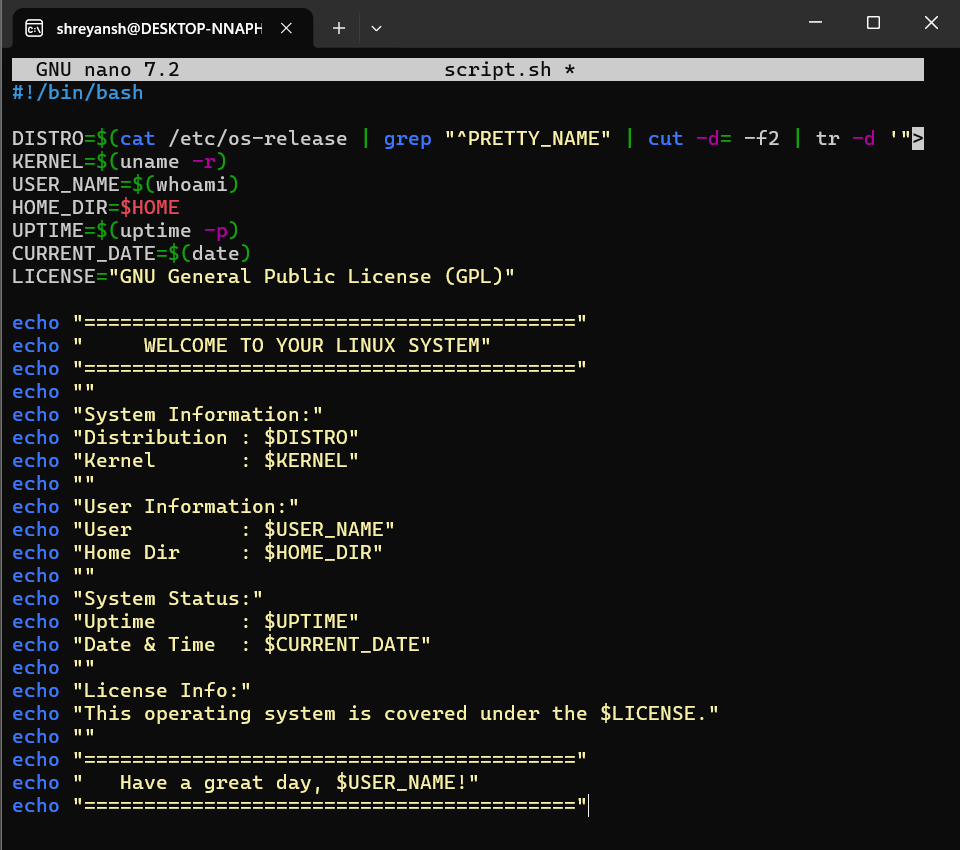 shreyansh@DESKTOP-NNAPH
GNU nano 7.2                      script.sh *
#!/bin/bash

DISTRO=$(cat /etc/os-release | grep "^PRETTY_NAME" | cut -d= -f2 | tr -d '">
KERNEL=$(uname -r)
USER_NAME=$(whoami)
HOME_DIR=$HOME
UPTIME=$(uptime -p)
CURRENT_DATE=$(date)
LICENSE="GNU General Public License (GPL)"

echo "========================================="
echo "     WELCOME TO YOUR LINUX SYSTEM"
echo "========================================="
echo ""
echo "System Information:"
echo "Distribution : $DISTRO"
echo "Kernel       : $KERNEL"
echo ""
echo "User Information:"
echo "User         : $USER_NAME"
echo "Home Dir     : $HOME_DIR"
echo ""
echo "System Status:"
echo "Uptime       : $UPTIME"
echo "Date & Time  : $CURRENT_DATE"
echo ""
echo "License Info:"
echo "This operating system is covered under the $LICENSE."
echo ""
echo "========================================="
echo "   Have a great day, $USER_NAME!"
echo "========================================="